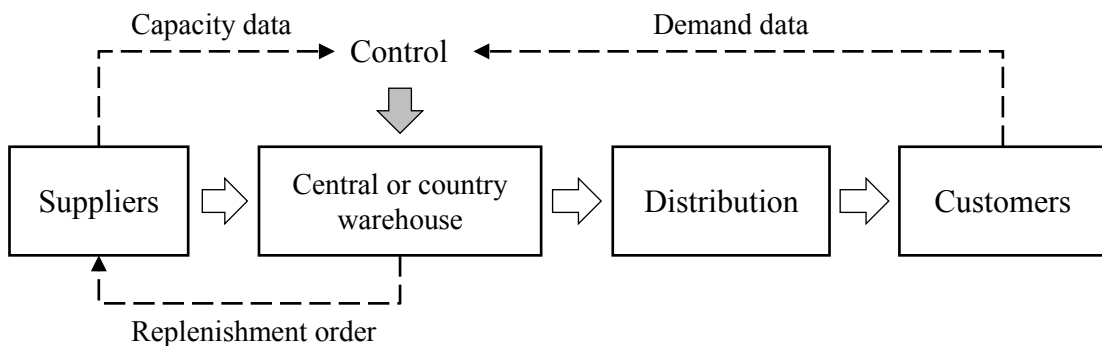 Capacity data
Demand data
Control
Suppliers
Central or country
warehouse
Distribution
Customers
Replenishment order